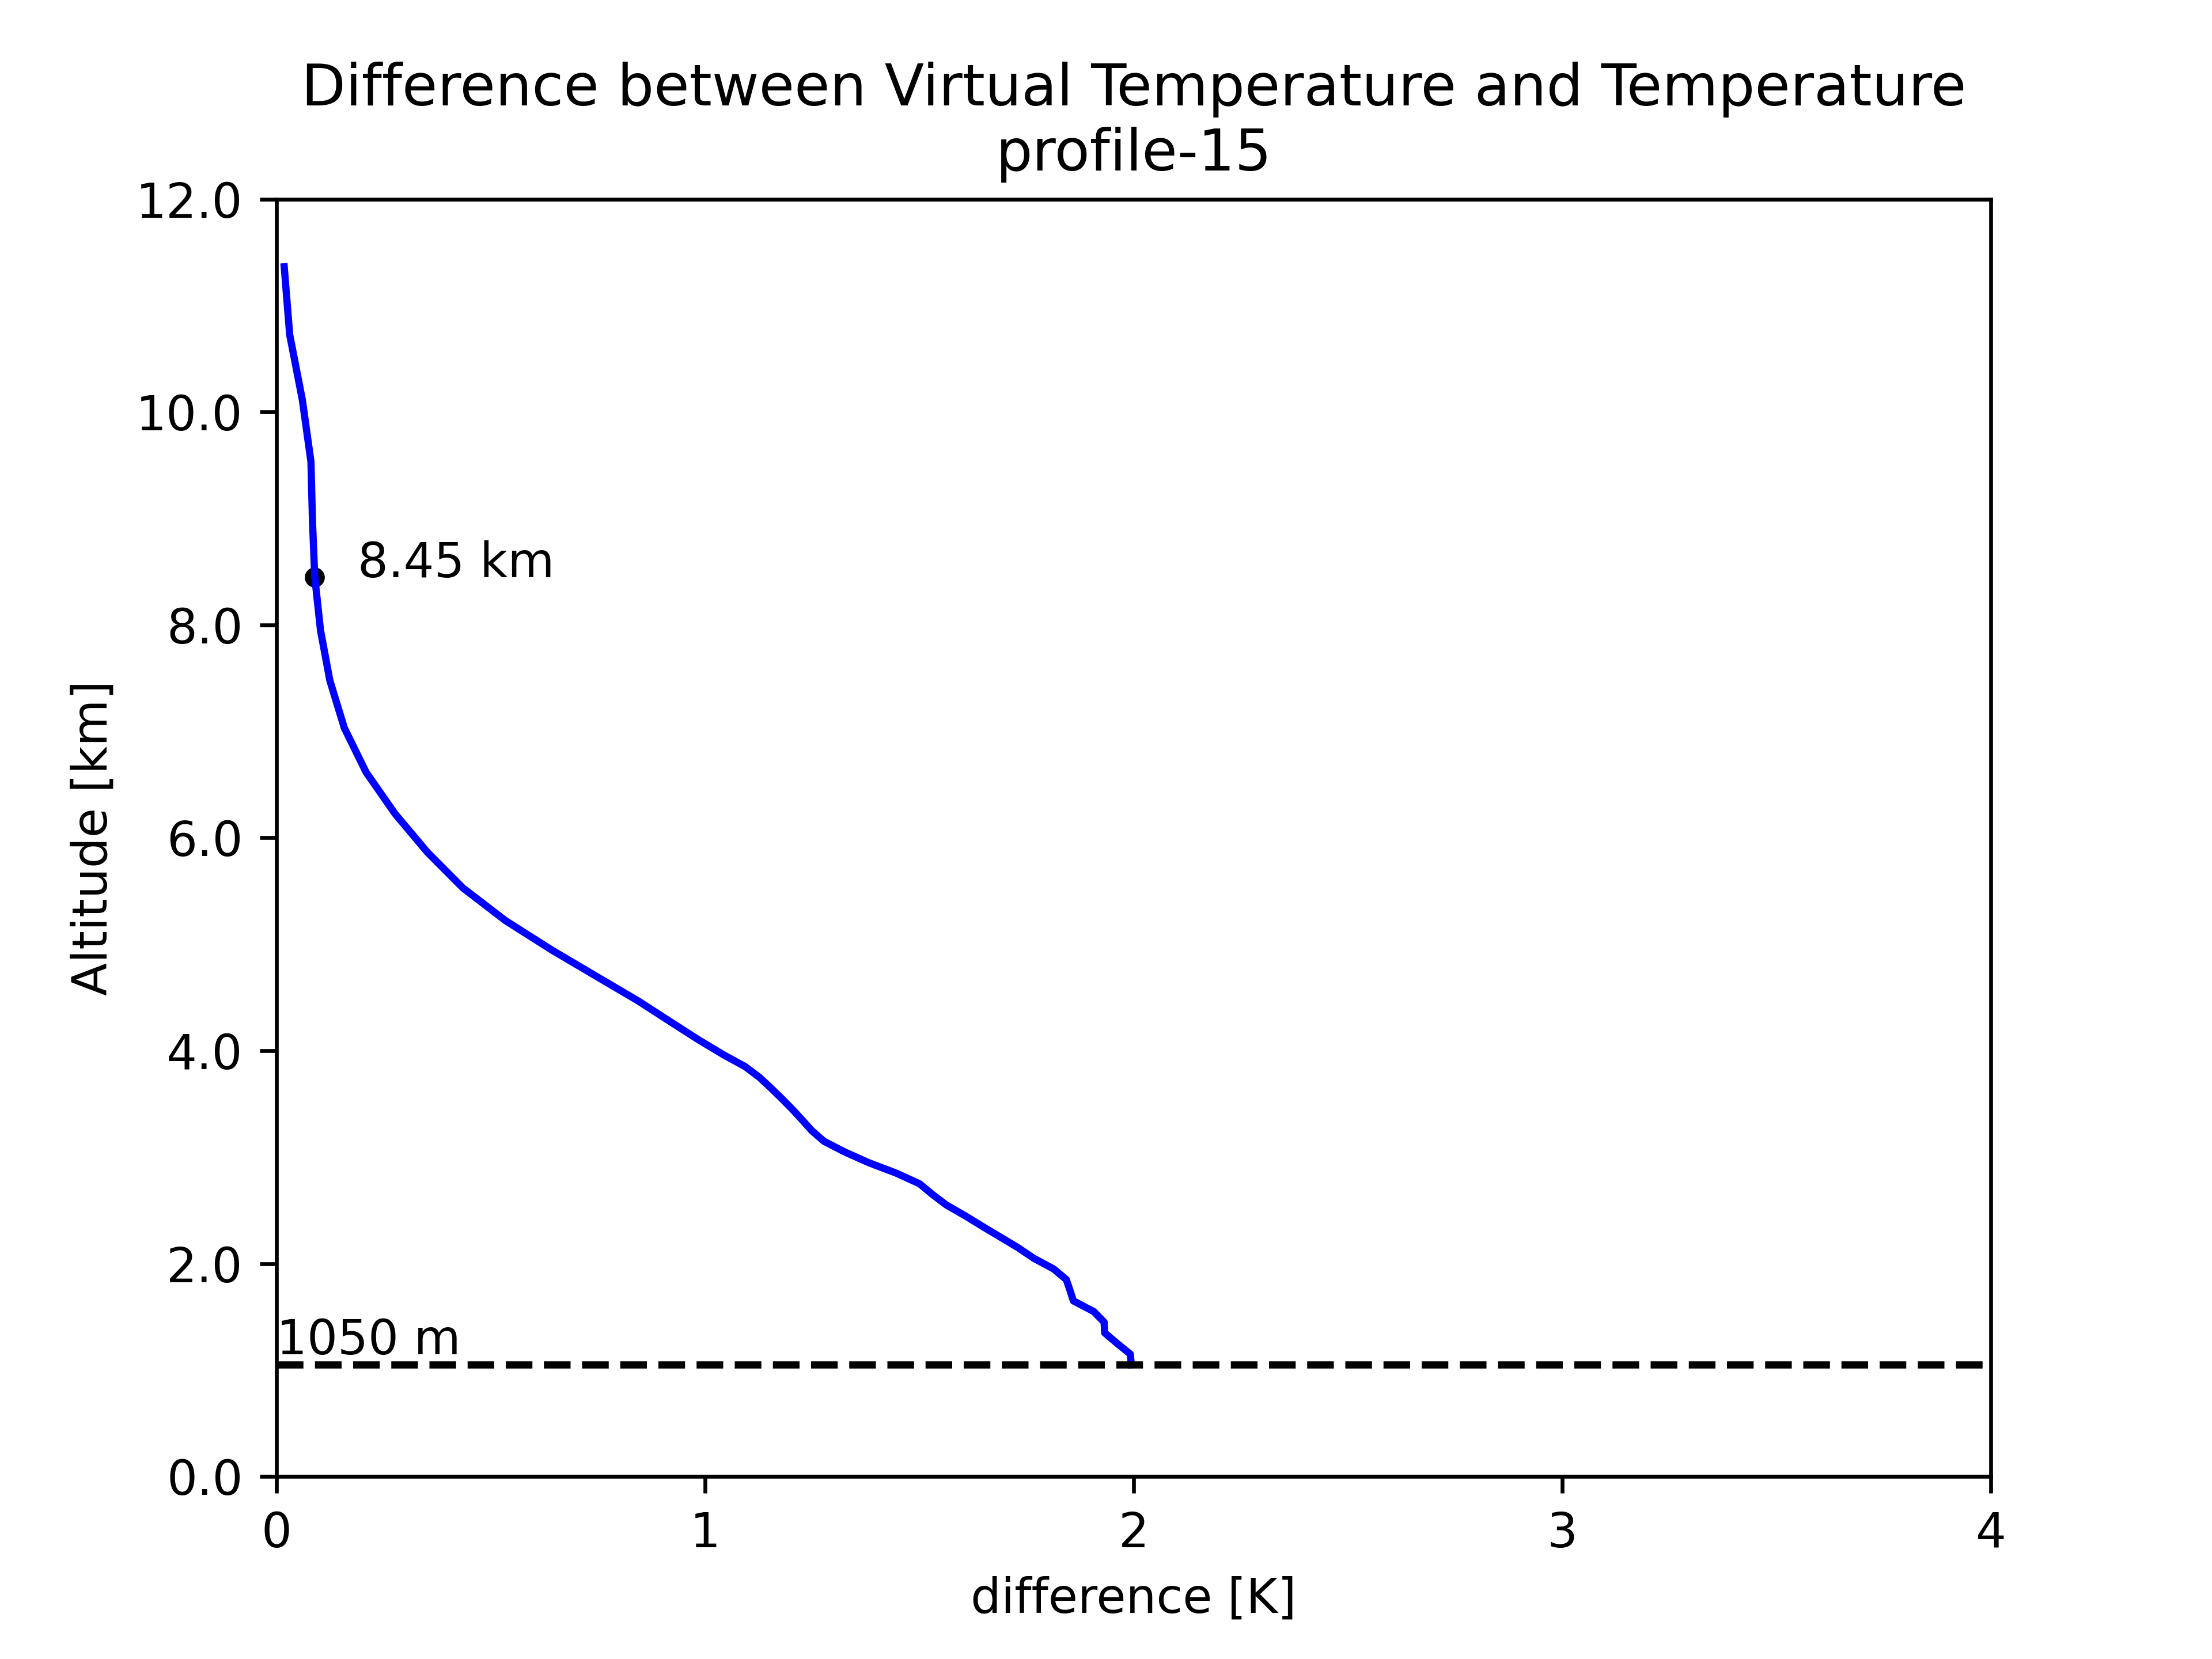 Difference between Virtual Temperature and Temperature
profile-15
12.0
10.0
8.0
6.0
4.0
2.0
0.0
Altitude [km]
8.45 km
1050 m
0 1 2 3 4
difference [K]